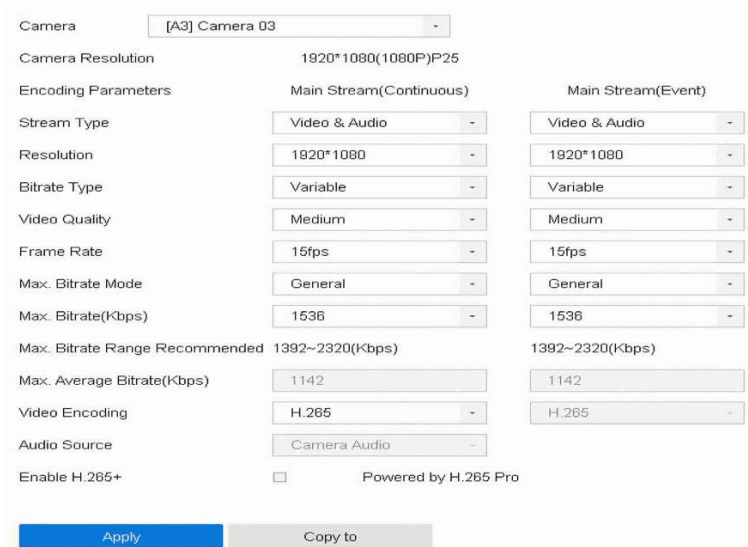 Camera [A3] Camera 03
Camera Resolution 1920*1080(1080P)P25
Encoding Parameters Main Stream(Continuous) Main Stream(Event)
Stream Type Video & Audio Video & Audio
Resolution 1920*1080 1920*1080
Bitrate Type Variable Variable
Video Quality Medium Medium
Frame Rate 15fps 15fps
Max. Bitrate Mode General General
Max. Bitrate(Kbps) 1536 1536
Max. Bitrate Range Recommended 1392~2320(Kbps) 1392~2320(Kbps)
Max. Average Bitrate(Kbps) 1142 1142
Video Encoding H.265 H.265
Audio Source Camera Audio
Enable H.265+ Powered by H.265 Pro
Apply Copy to